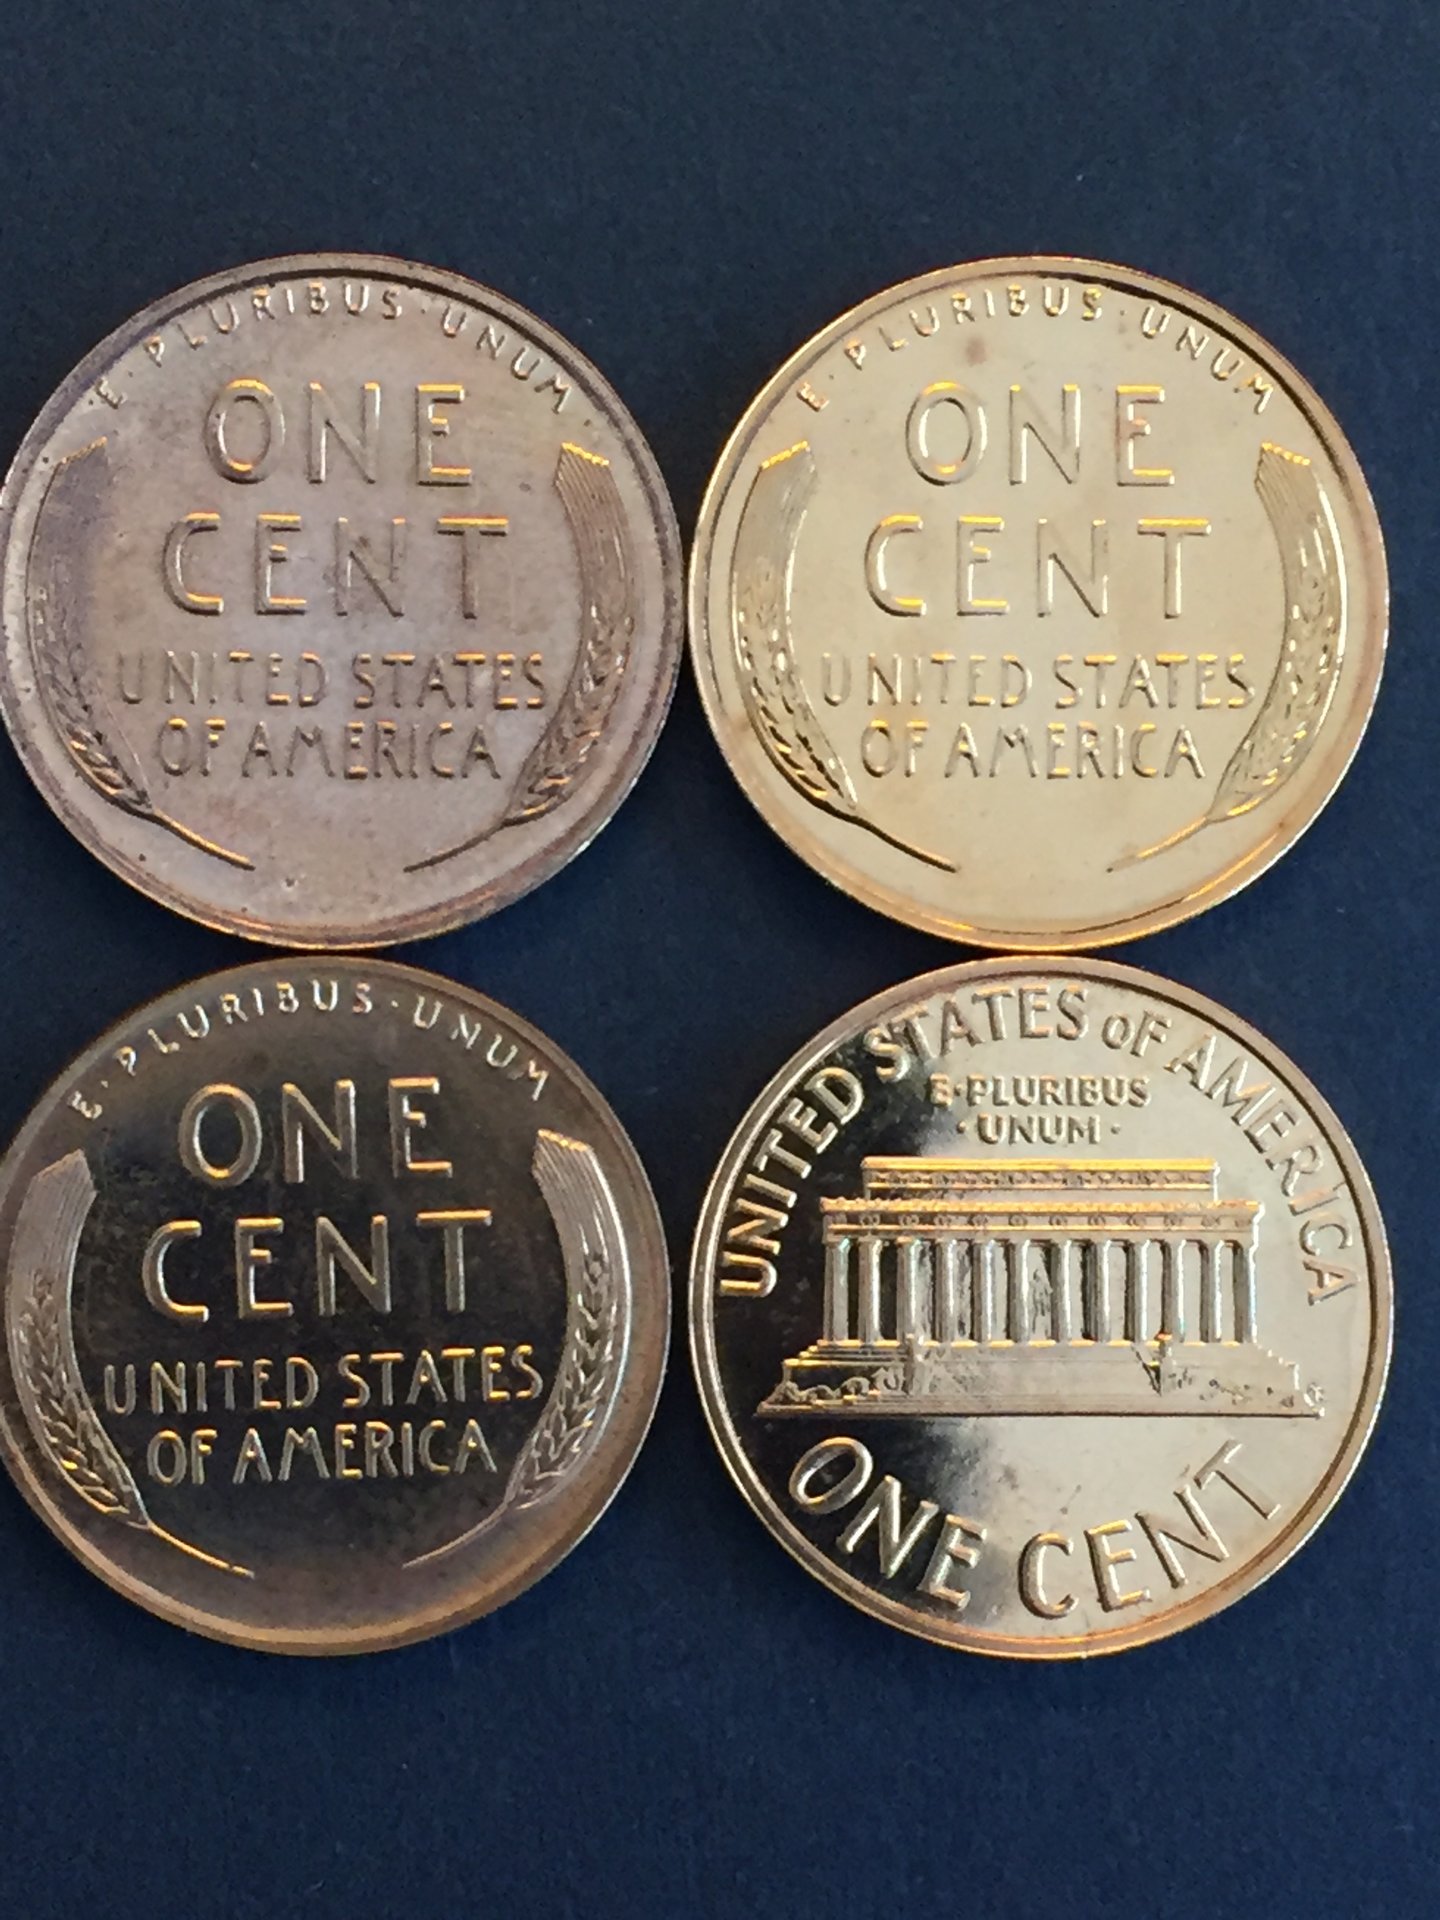 E·PLURIBUS·UNUM
ONE
CENT
UNITED STATES
OF AMERICA
E·PLURIBUS·UNUM
ONE
CENT
UNITED STATES
OF AMERICA
E·PLURIBUS·UNUM
ONE
CENT
UNITED STATES
OF AMERICA
UNITED STATES OF AMERICA
E·PLURIBUS
·UNUM·
ONE CENT